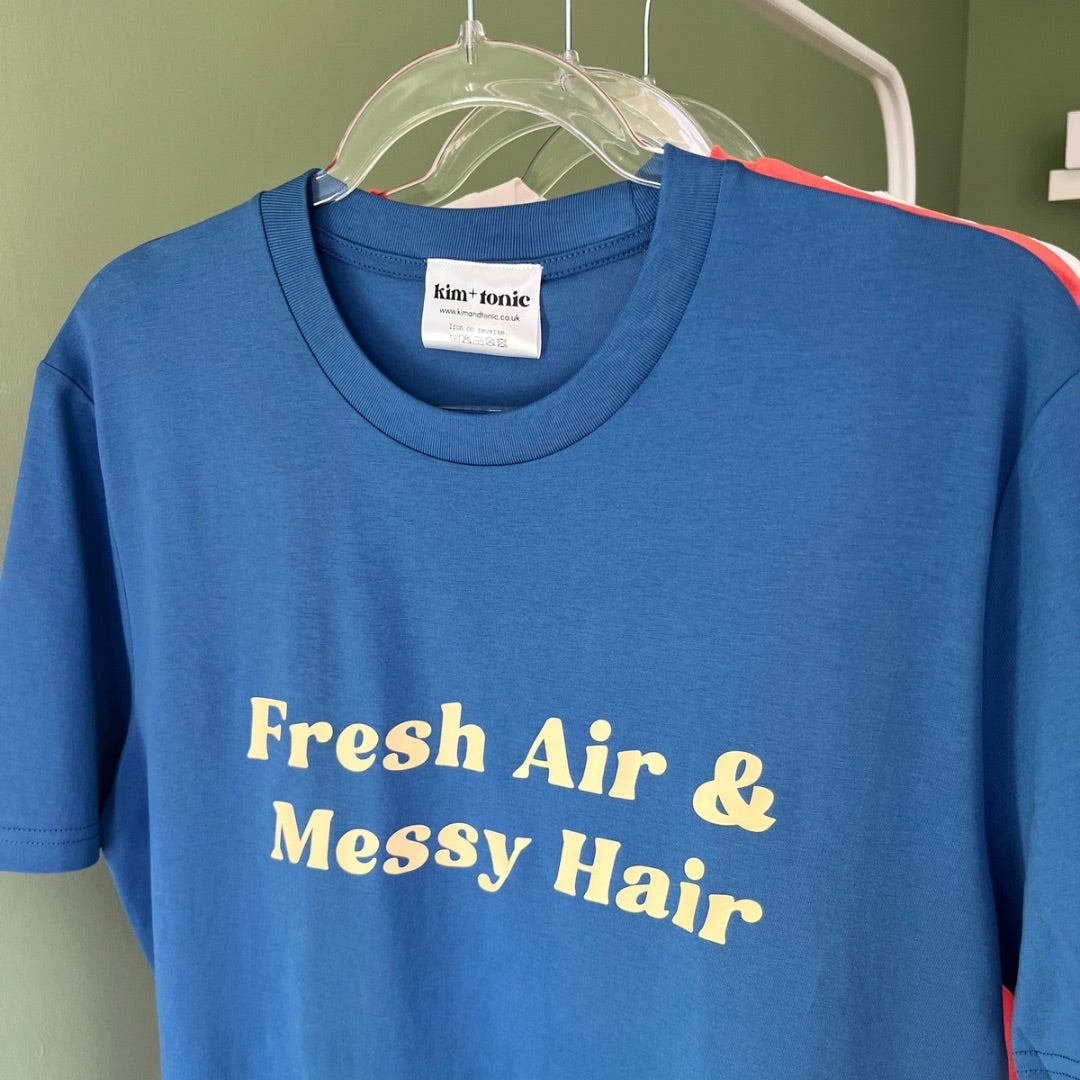 kim+tonic
www.kimandtonic.co.uk
Iron on reverse.
Fresh Air &
Messy Hair